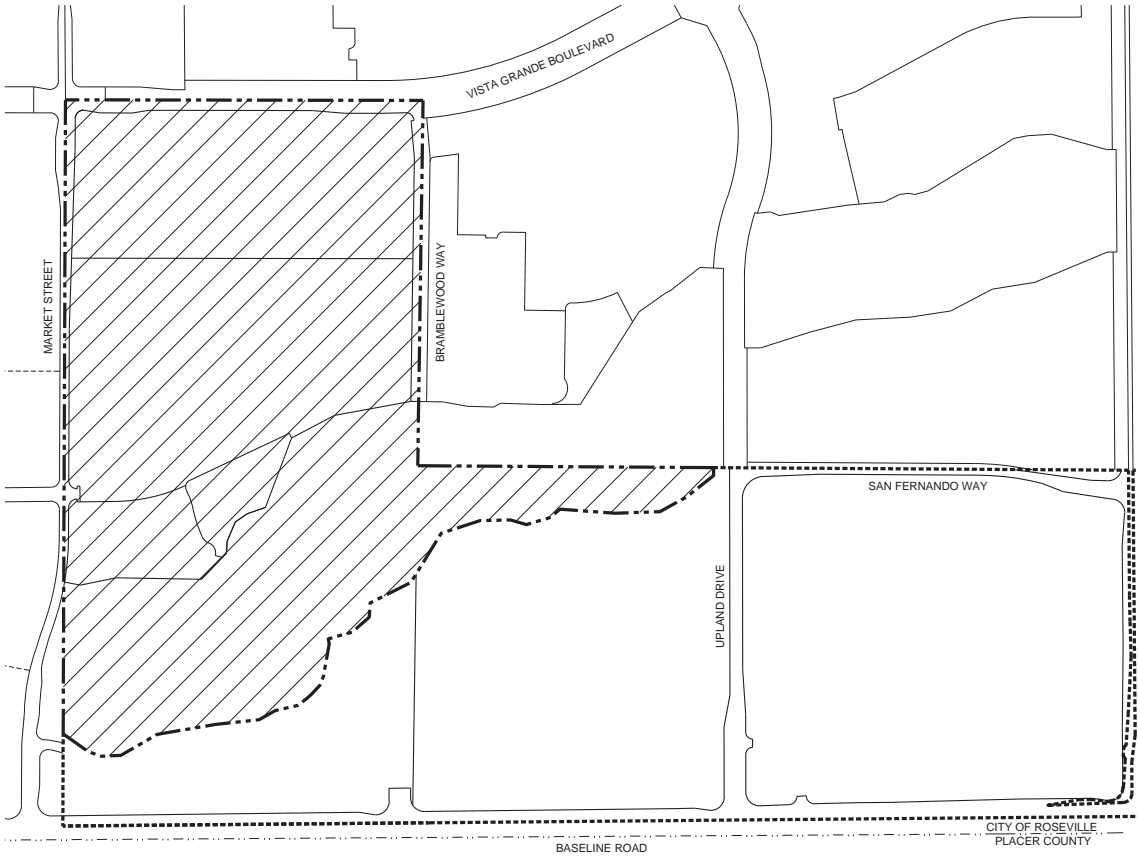 VISTA GRANDE BOULEVARD
MARKET STREET
BRAMBLEWOOD WAY
SAN FERNANDO WAY
UPLAND DRIVE
CITY OF ROSEVILLE
PLACER COUNTY
BASELINE ROAD